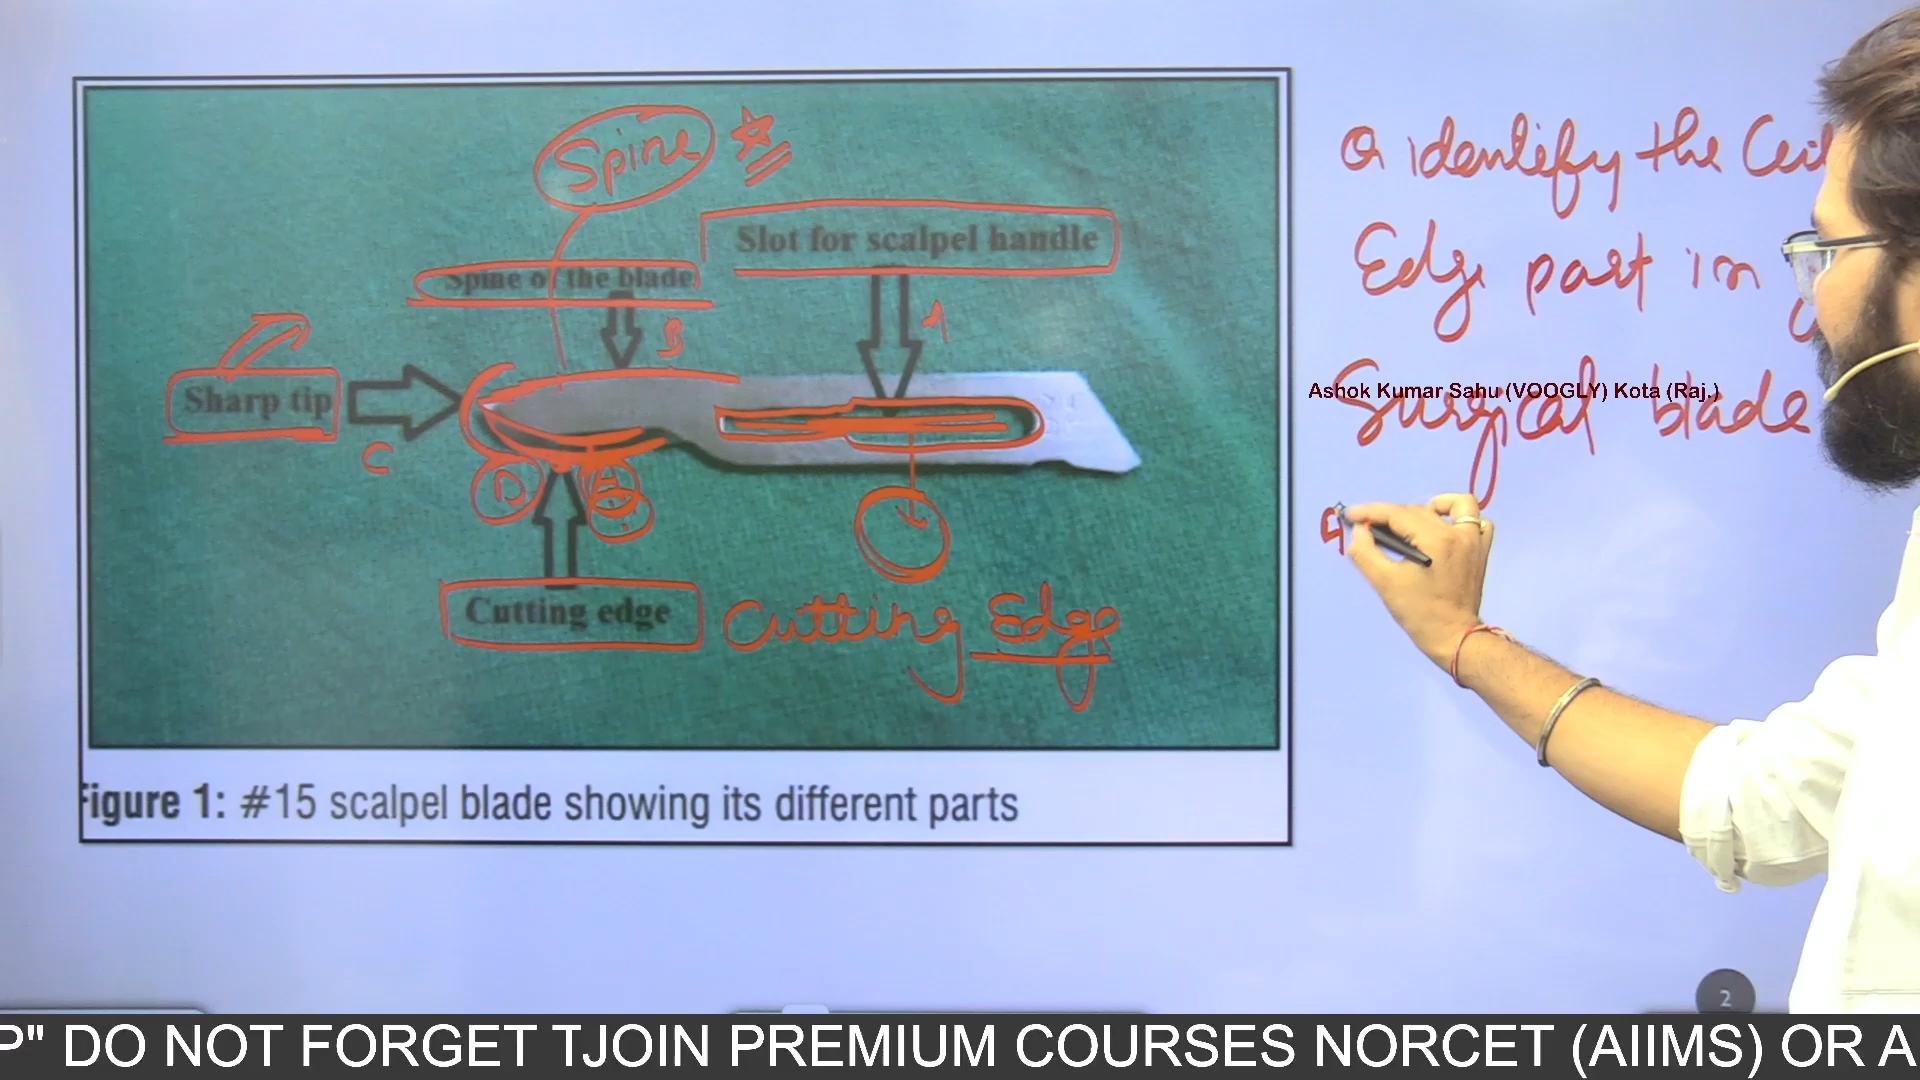 Spine
Slot for scalpel handle
Spine of the blade
A
B
Sharp tip
C
D
Cutting edge
Cutting Edge
Figure 1: #15 scalpel blade showing its different parts
Q identify the
Edge part in
Surgical blade
Ashok Kumar Sahu (VOOGLY) Kota (Raj.)
2
P" DO NOT FORGET TJOIN PREMIUM COURSES NORCET (AIIMS) OR A